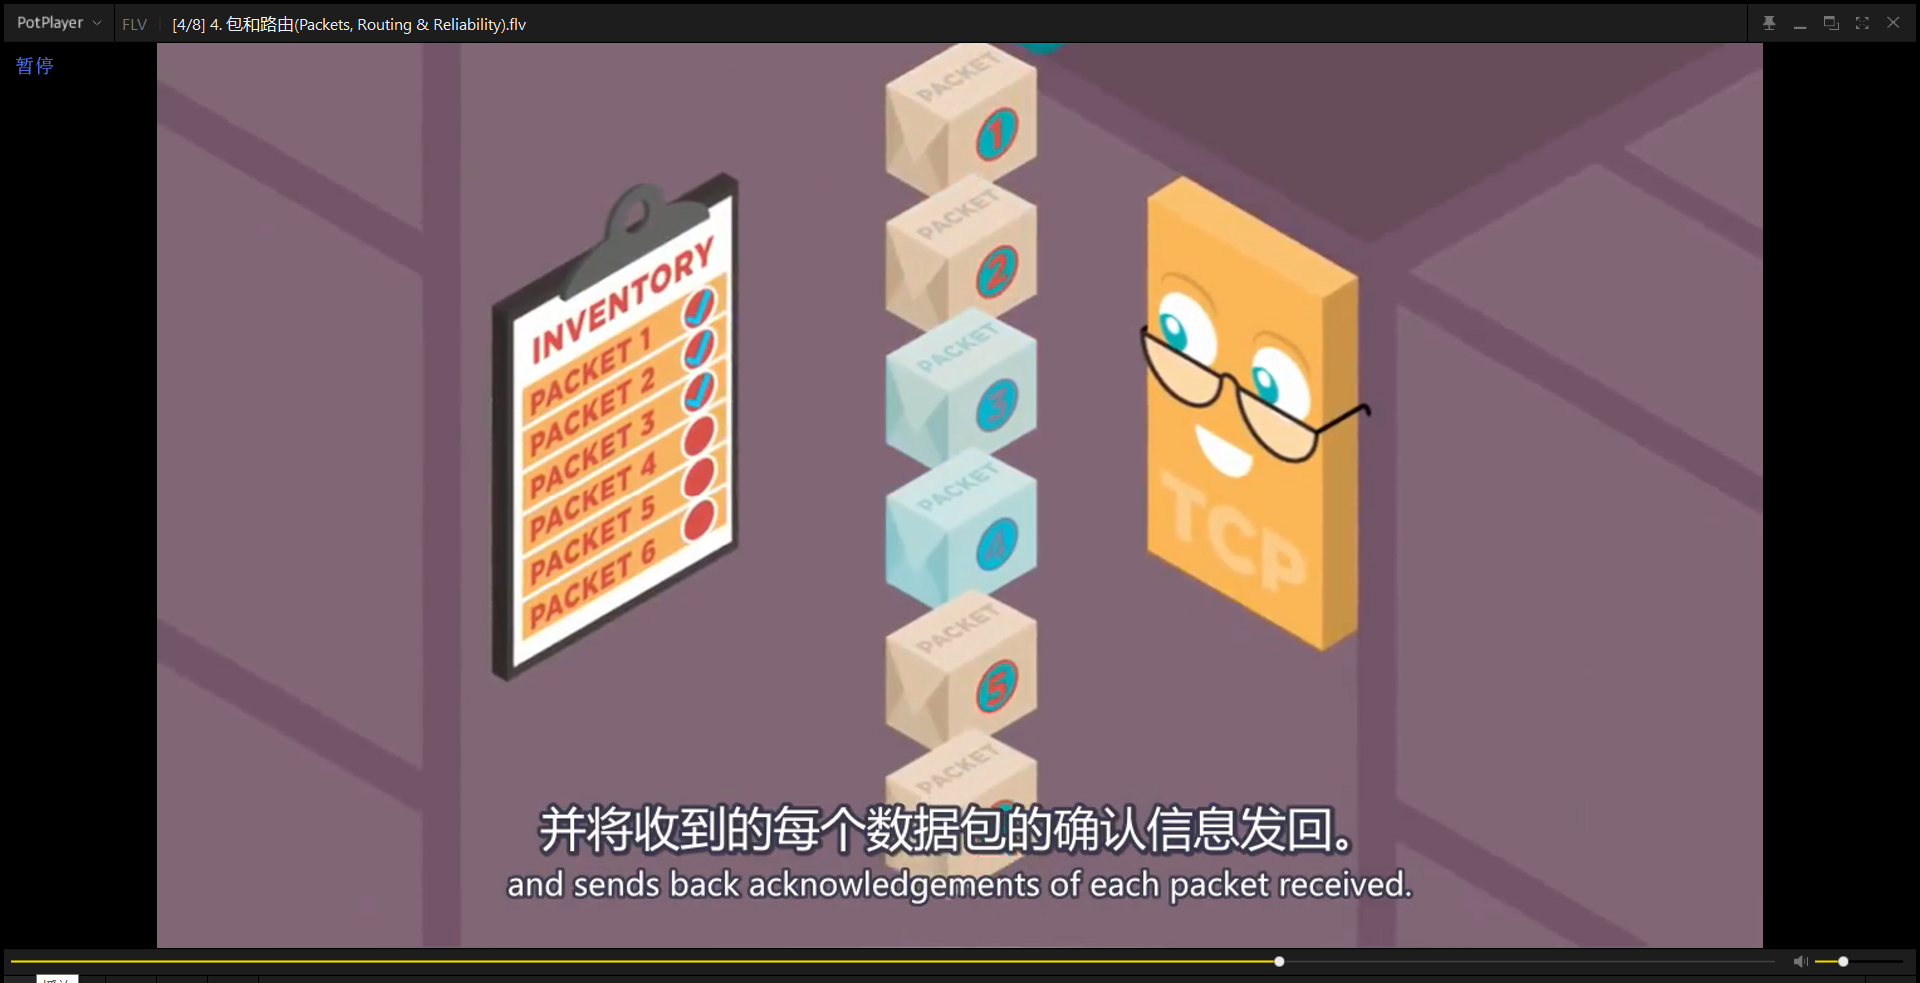 PotPlayer
FLV
[4/8] 4. 包和路由(Packets, Routing & Reliability).flv
暂停
INVENTORY
PACKET 1
PACKET 2
PACKET 3
PACKET 4
PACKET 5
PACKET 6
PACKET
1
PACKET
2
PACKET
3
PACKET
4
PACKET
5
PACKET
TCP
并将收到的每个数据包的确认信息发回。
and sends back acknowledgements of each packet received.